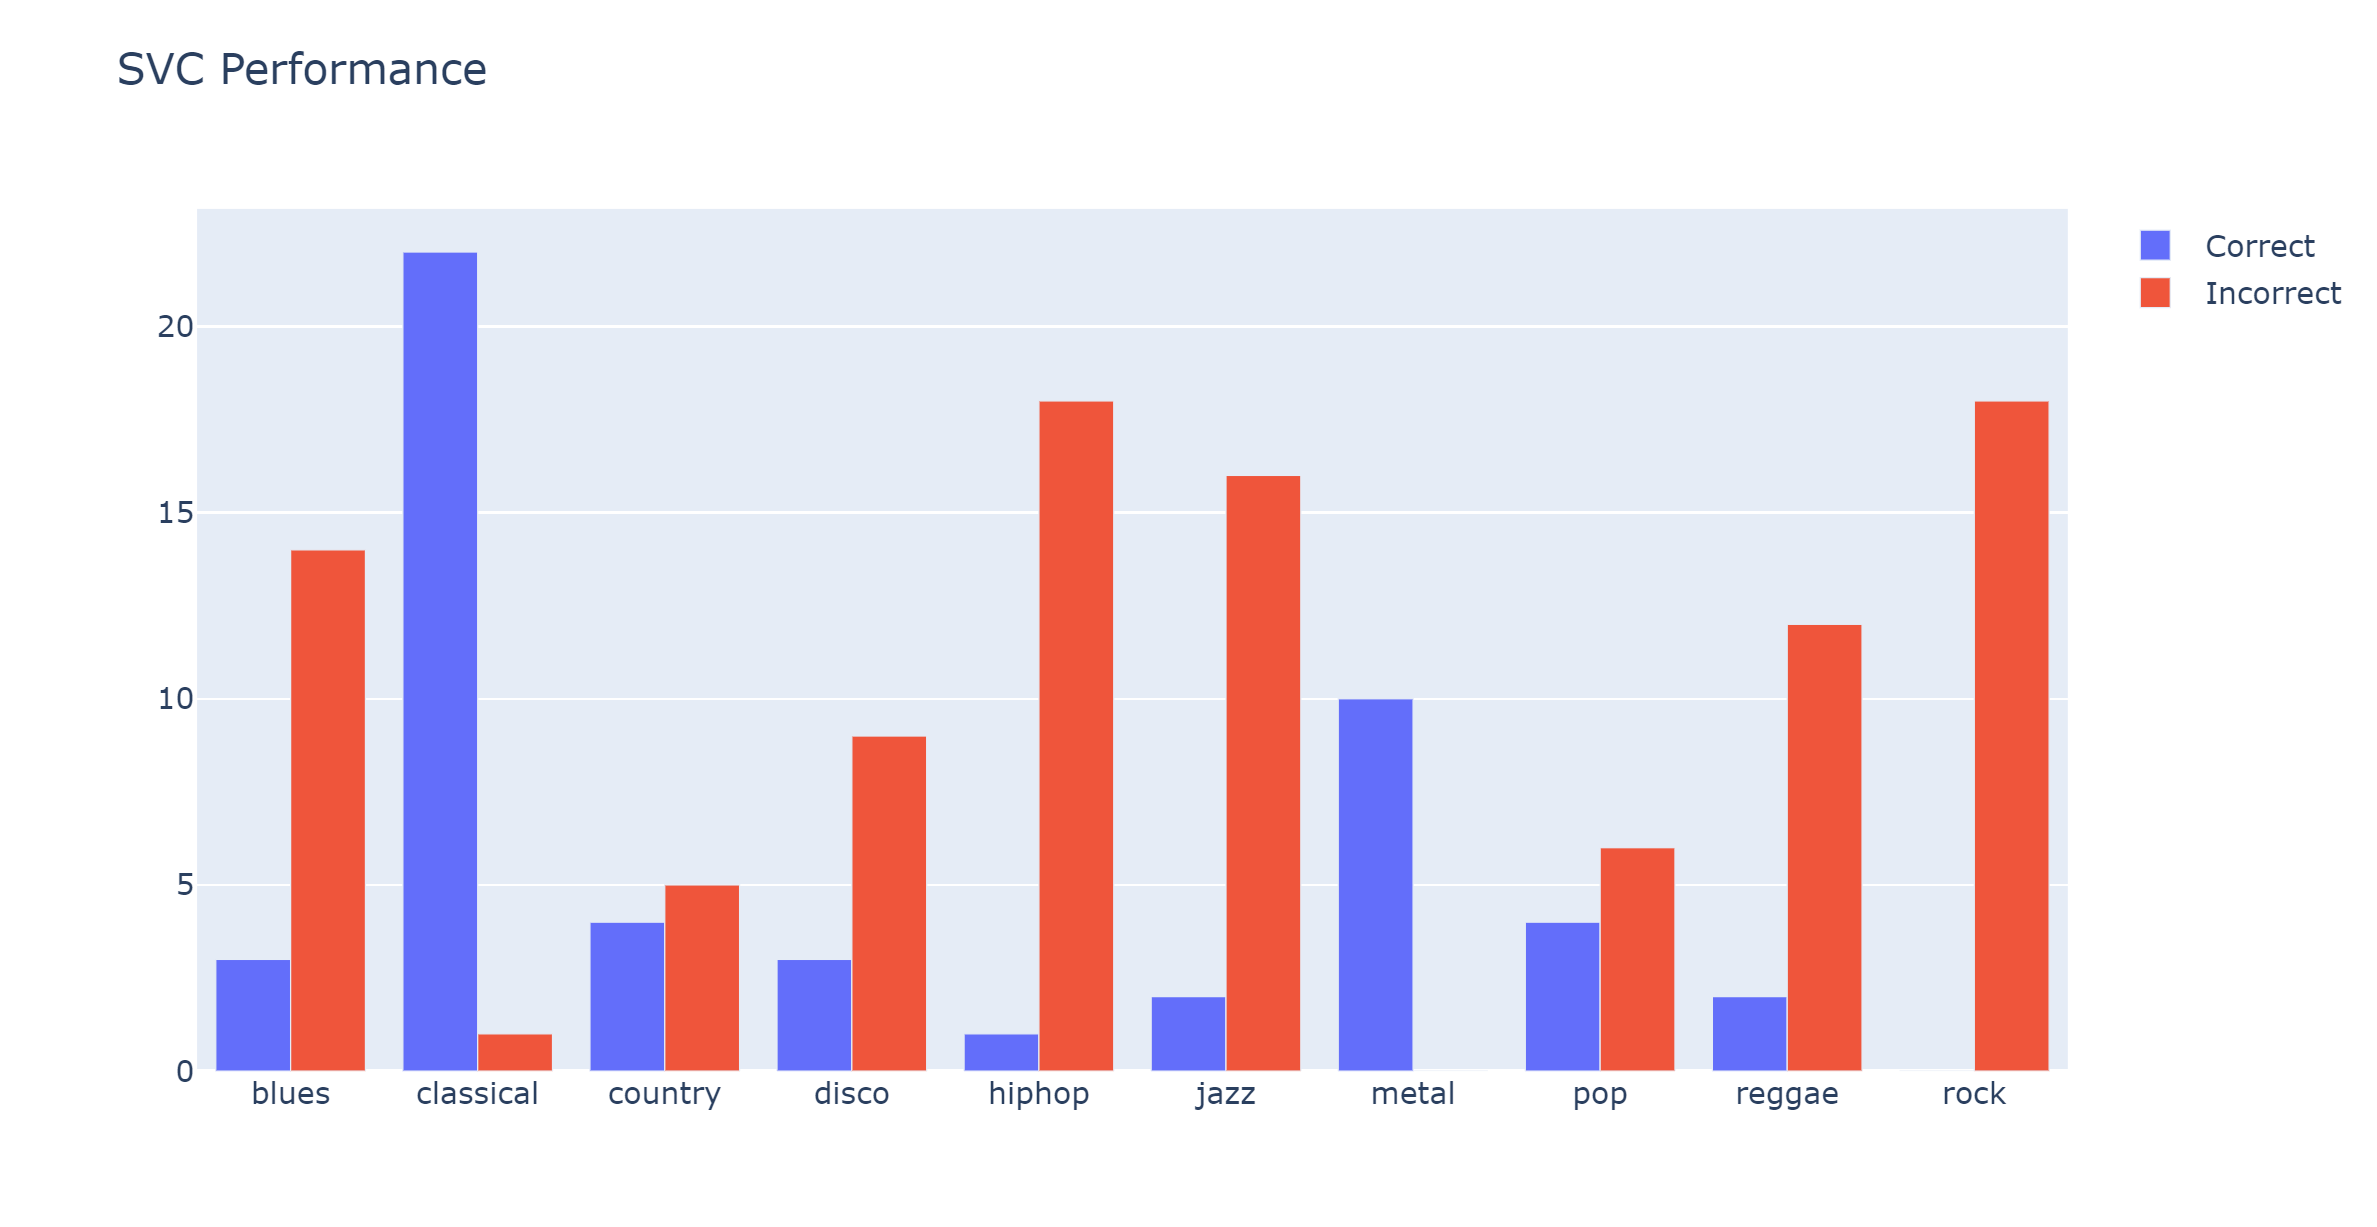 SVC Performance
Correct
Incorrect
20
15
10
5
0
blues classical country disco hiphop jazz metal pop reggae rock